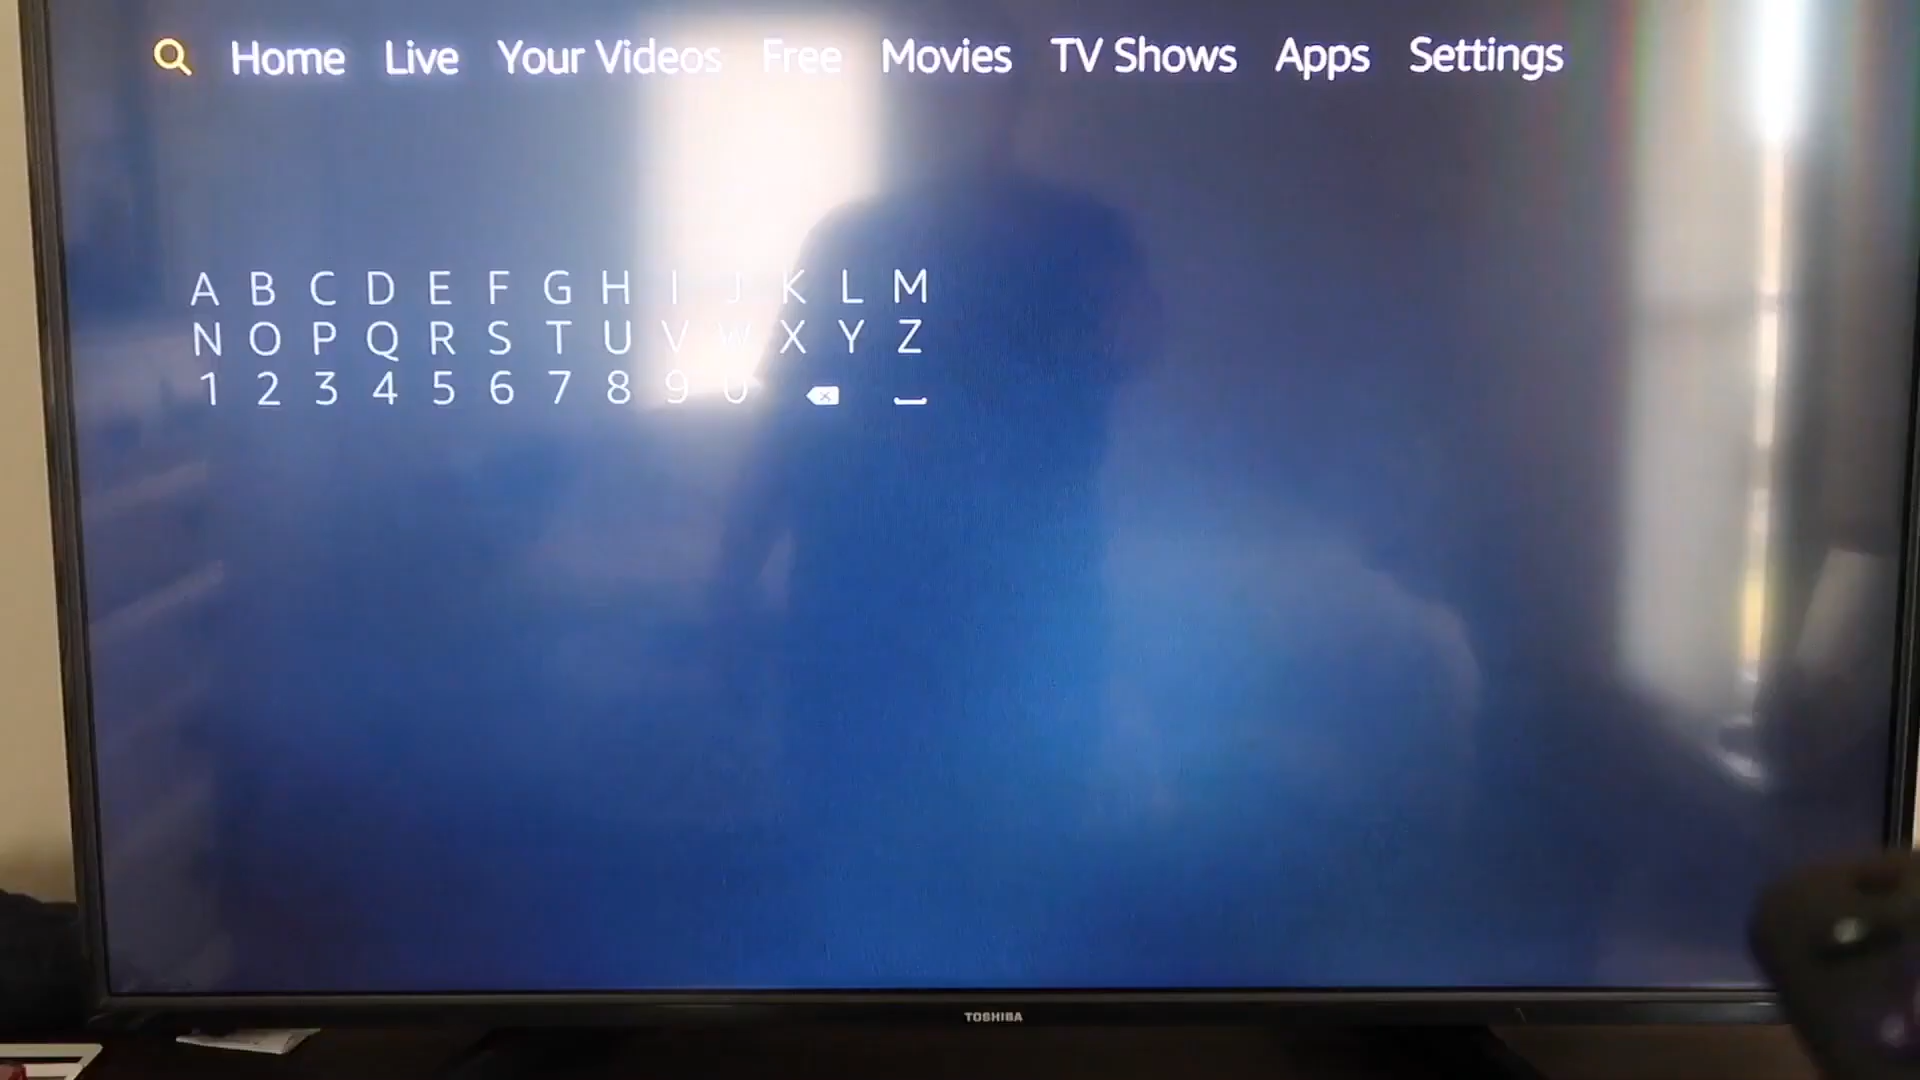 Home Live Your Videos Free Movies TV Shows Apps Settings
A B C D E F G H I J K L M
N O P Q R S T U V W X Y Z
1 2 3 4 5 6 7 8 9 0
TOSHIBA